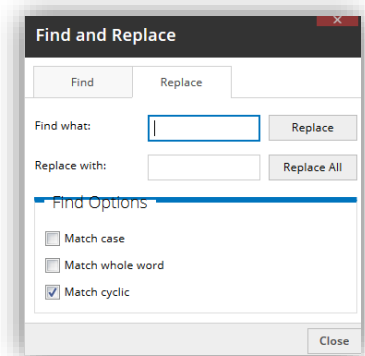 Find and Replace
Find Replace
Find what: Replace
Replace with: Replace All
Find Options
Match case
Match whole word
Match cyclic
Close